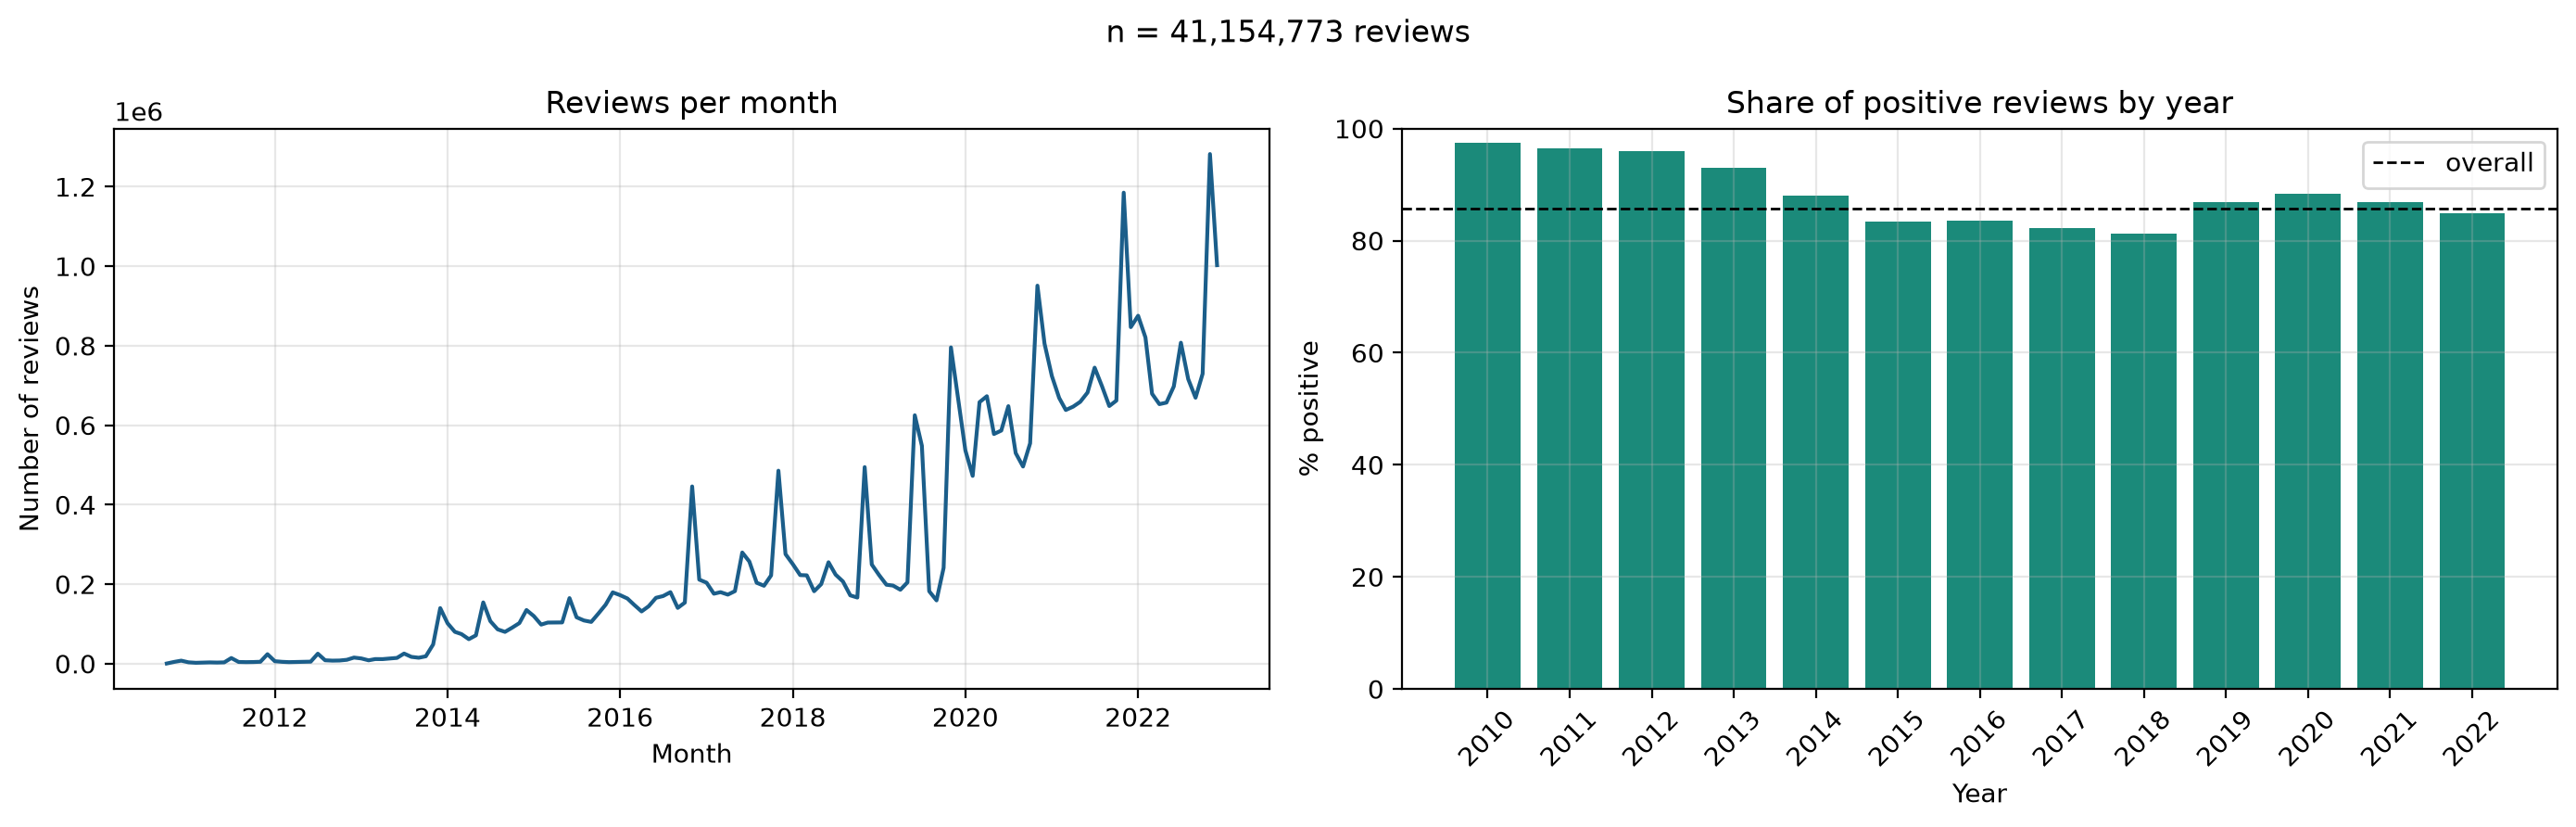 n = 41,154,773 reviews
Reviews per month
1e6
1.2
1.0
0.8
0.6
0.4
0.2
0.0
Number of reviews
2012 2014 2016 2018 2020 2022
Month
Share of positive reviews by year
100
80
60
40
20
0
% positive
overall
2010 2011 2012 2013 2014 2015 2016 2017 2018 2019 2020 2021 2022
Year